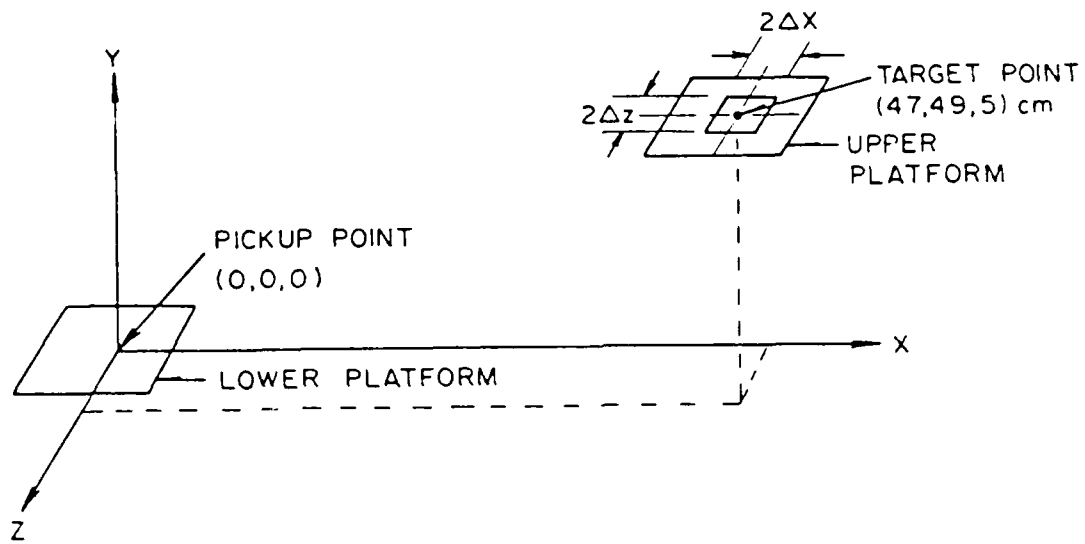 Y
2ΔX
TARGET POINT
(47,49,5) cm
2Δz
UPPER
PLATFORM
PICKUP POINT
(0,0,0)
X
LOWER PLATFORM
Z